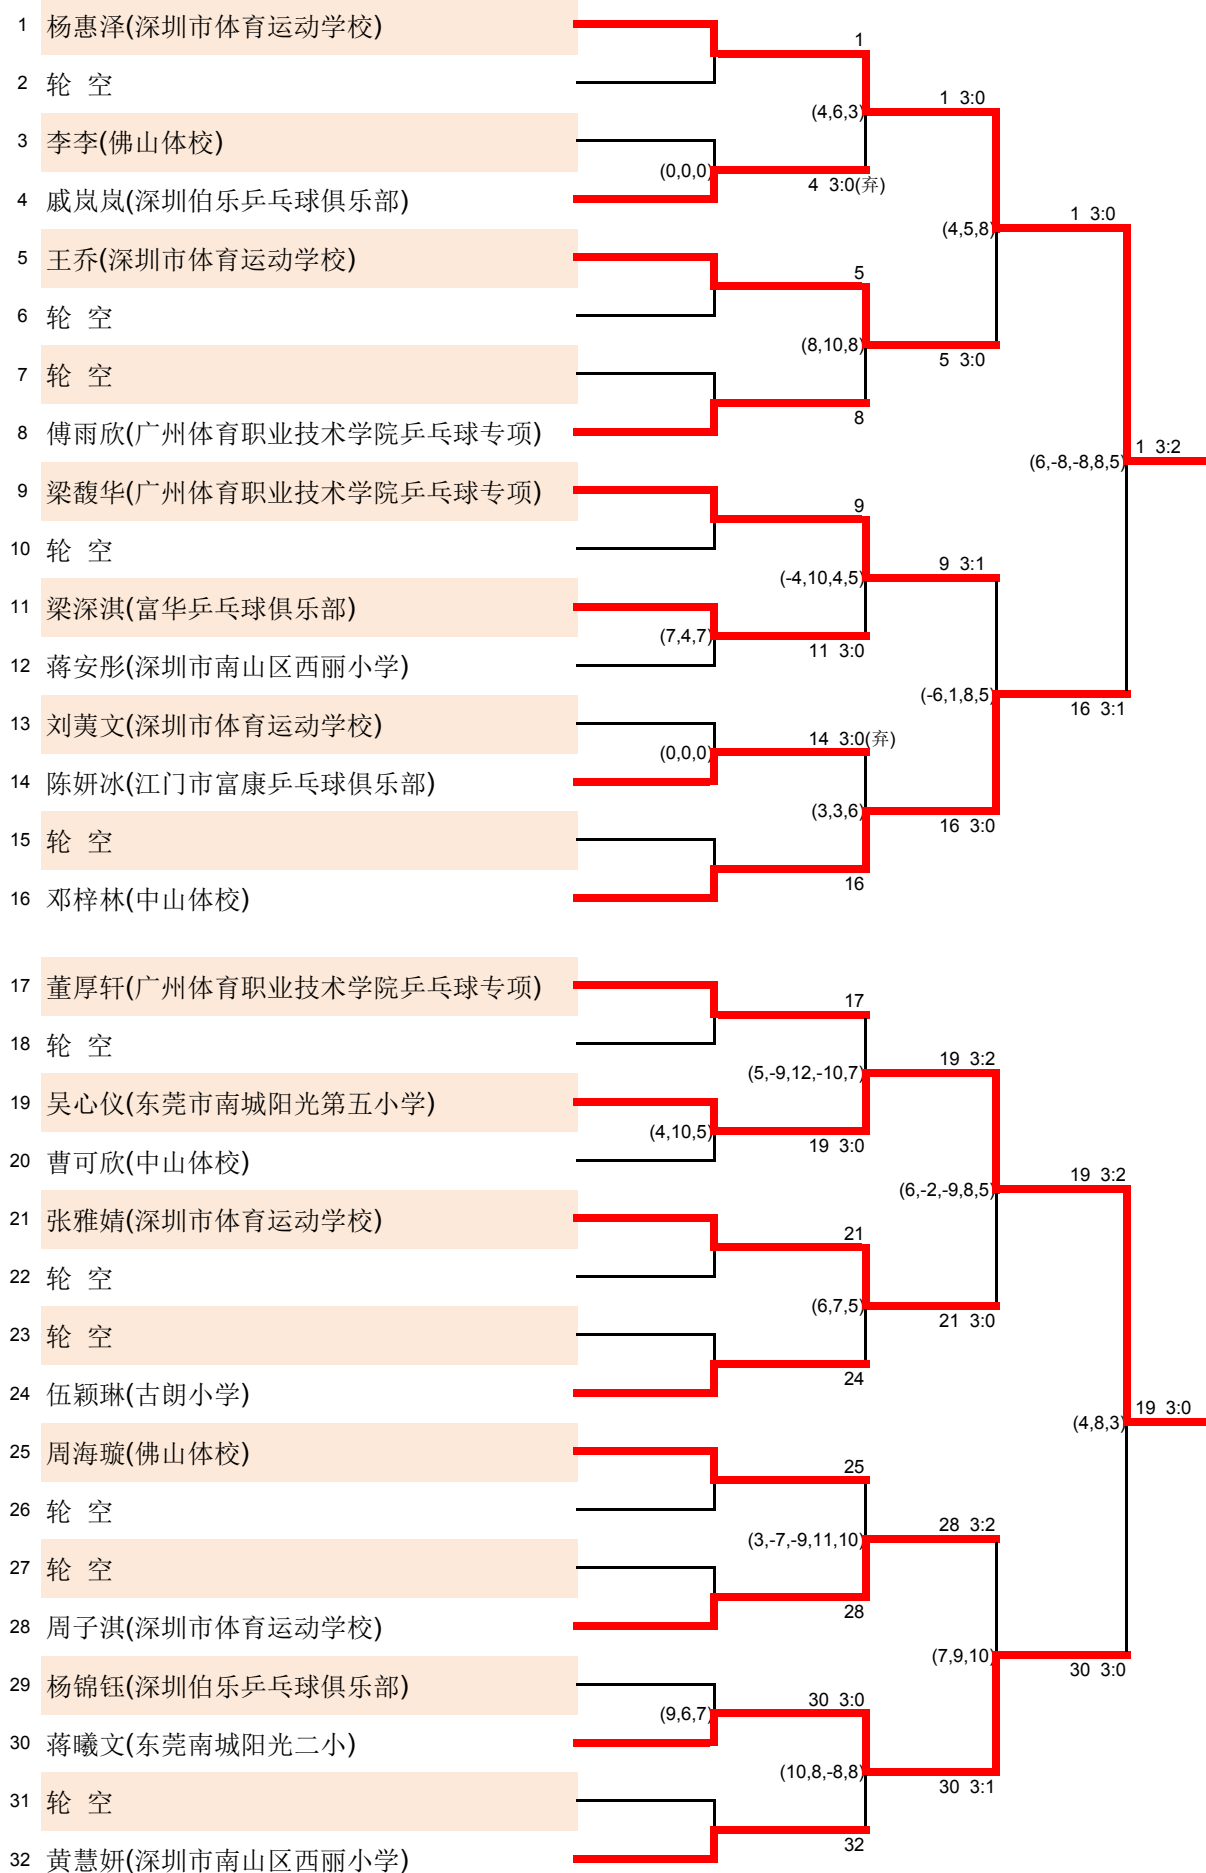 1 杨惠泽(深圳市体育运动学校)
1
2 轮 空
1 3:0
(4,6,3)
3 李李(佛山体校)
(0,0,0)
4 3:0(弃)
4 戚岚岚(深圳伯乐乒乓球俱乐部)
1 3:0
(4,5,8)
5 王乔(深圳市体育运动学校)
5
6 轮 空
(8,10,8)
5 3:0
7 轮 空
8
8 傅雨欣(广州体育职业技术学院乒乓球专项)
1 3:2
(6,-8,-8,8,5)
9 梁馥华(广州体育职业技术学院乒乓球专项)
9
10 轮 空
9 3:1
(-4,10,4,5)
11 梁深淇(富华乒乓球俱乐部)
(7,4,7)
11 3:0
12 蒋安彤(深圳市南山区西丽小学)
(-6,1,8,5)
16 3:1
13 刘荑文(深圳市体育运动学校)
14 3:0(弃)
(0,0,0)
14 陈妍冰(江门市富康乒乓球俱乐部)
(3,3,6)
16 3:0
15 轮 空
16
16 邓梓林(中山体校)
17 董厚轩(广州体育职业技术学院乒乓球专项)
17
18 轮 空
19 3:2
(5,-9,12,-10,7)
19 吴心仪(东莞市南城阳光第五小学)
(4,10,5)
19 3:0
20 曹可欣(中山体校)
19 3:2
(6,-2,-9,8,5)
21 张雅婧(深圳市体育运动学校)
21
22 轮 空
(6,7,5)
21 3:0
23 轮 空
24
24 伍颖琳(古朗小学)
19 3:0
(4,8,3)
25 周海璇(佛山体校)
25
26 轮 空
28 3:2
(3,-7,-9,11,10)
27 轮 空
28
28 周子淇(深圳市体育运动学校)
(7,9,10)
30 3:0
29 杨锦钰(深圳伯乐乒乓球俱乐部)
30 3:0
(9,6,7)
30 蒋曦文(东莞南城阳光二小)
(10,8,-8,8)
30 3:1
31 轮 空
32
32 黄慧妍(深圳市南山区西丽小学)